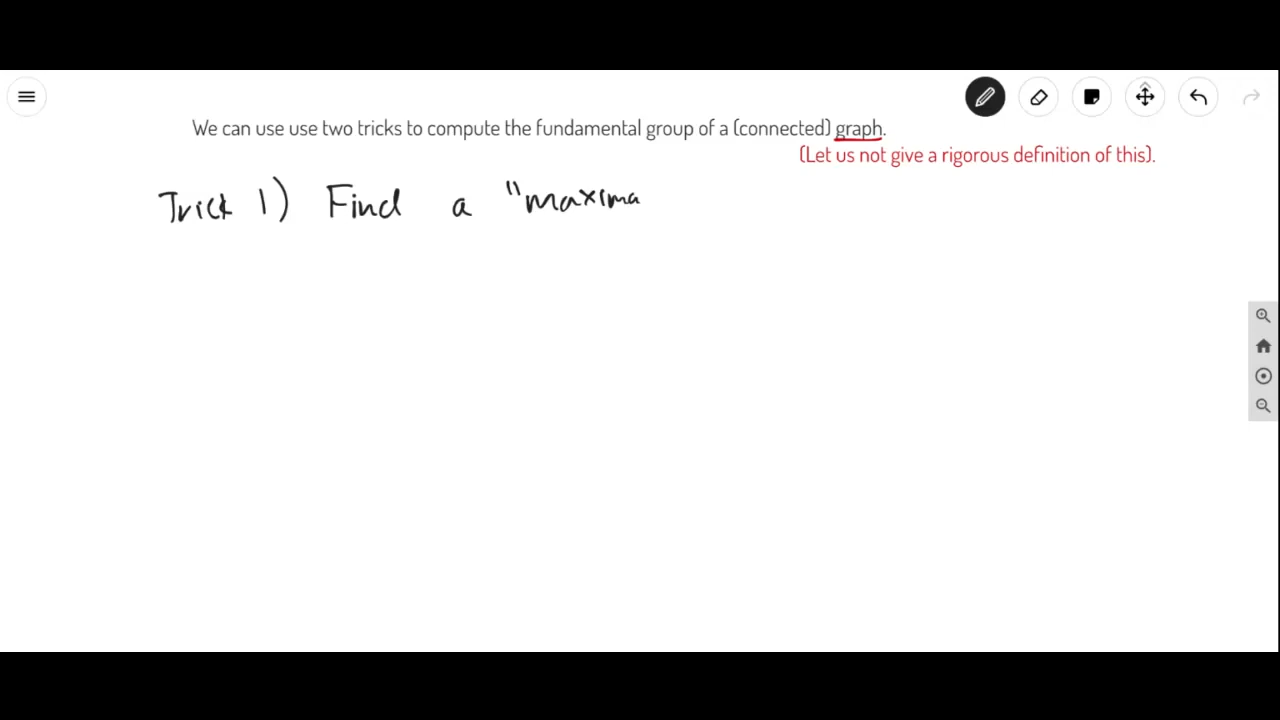 We can use use two tricks to compute the fundamental group of a (connected) graph.
(Let us not give a rigorous definition of this).
Trick 1) Find a "maxima